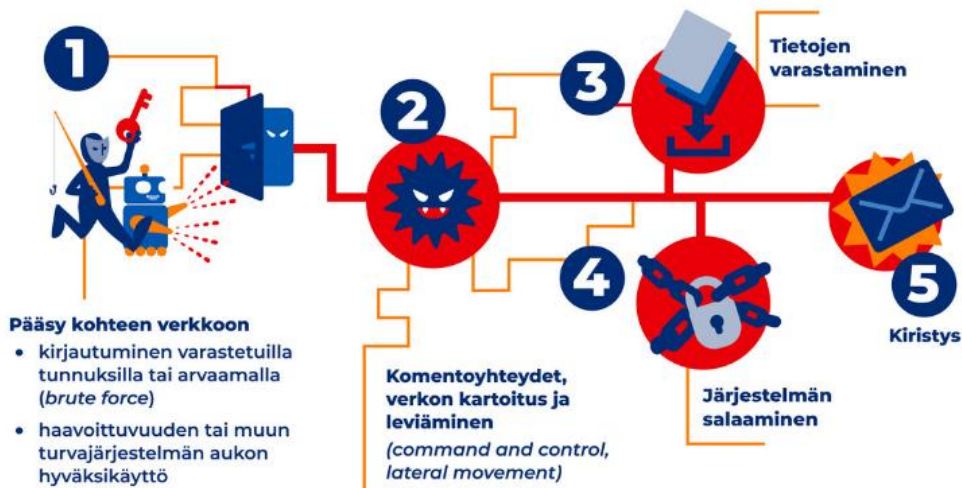 1
Pääsy kohteen verkkoon
• kirjautuminen varastetuilla
tunnuksilla tai arvaamalla
(brute force)
• haavoittuvuuden tai muun
turvajärjestelmän aukon
hyväksikäyttö
2
Komentoyhteydet,
verkon kartoitus ja
leviäminen
(command and control,
lateral movement)
3
Tietojen
varastaminen
4
Järjestelmän
salaaminen
5
Kiristys